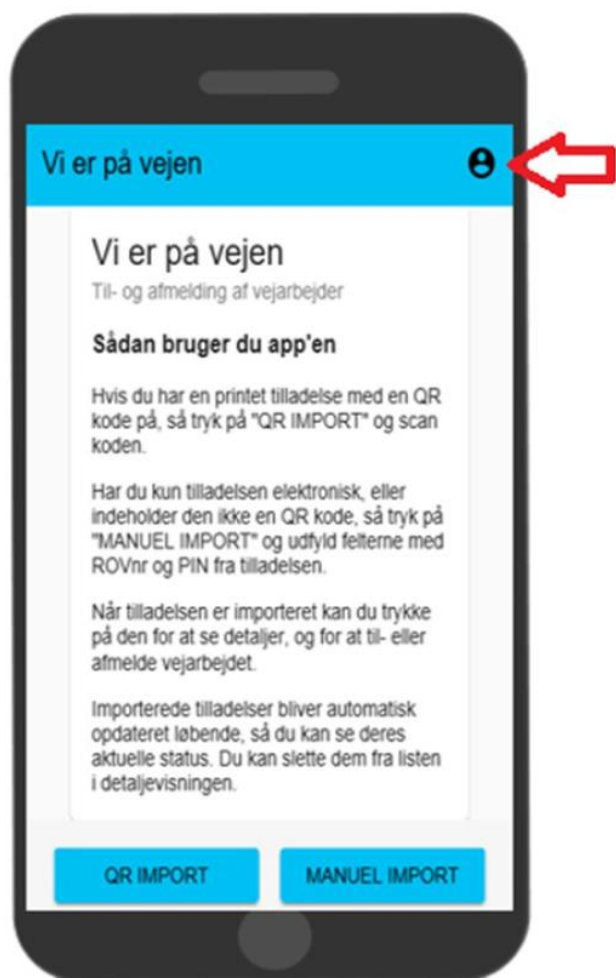 Vi er på vejen
Vi er på vejen
Til- og afmelding af vejarbejder
Sådan bruger du app'en
Hvis du har en printet tilladelse med en QR
kode på, så tryk på "QR IMPORT" og scan
koden.
Har du kun tilladelsen elektronisk, eller
indeholder den ikke en QR kode, så tryk på
"MANUEL IMPORT" og udfyld felterne med
ROVnr og PIN fra tilladelsen.
Når tilladelsen er importeret kan du trykke
på den for at se detaljer, og for at til- eller
afmelde vejarbejdet.
Importerede tilladelser bliver automatisk
opdateret løbende, så du kan se deres
aktuelle status. Du kan slette dem fra listen
i detaljevisningen.
QR IMPORT
MANUEL IMPORT